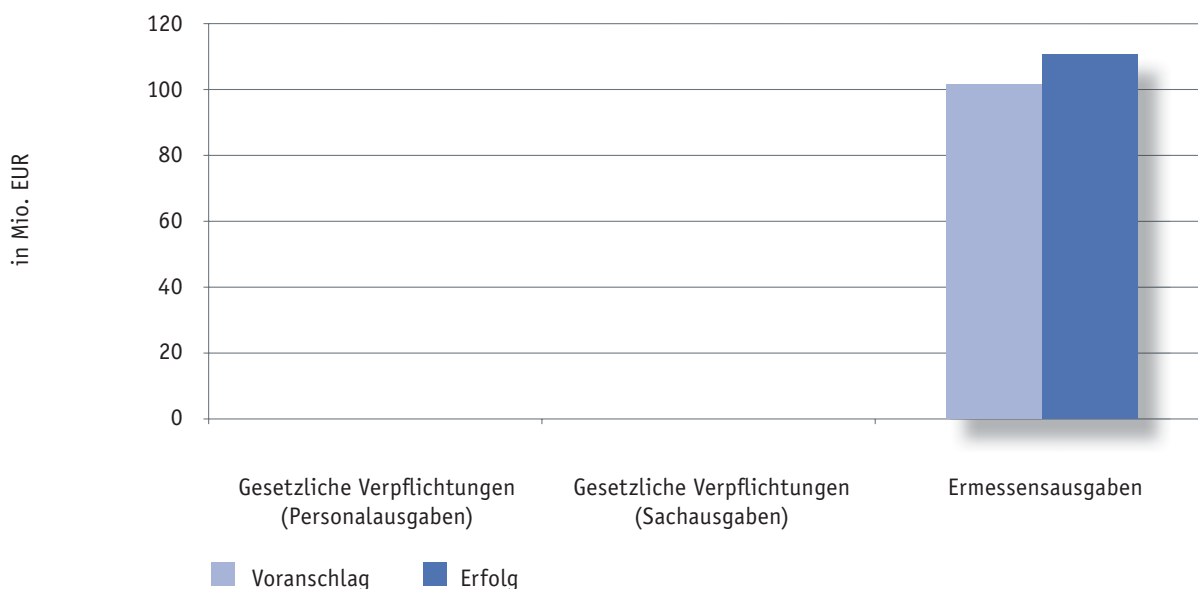 in Mio. EUR
120
100
80
60
40
20
0
Gesetzliche Verpflichtungen
(Personalausgaben)
Gesetzliche Verpflichtungen
(Sachausgaben)
Ermessensausgaben
Voranschlag
Erfolg